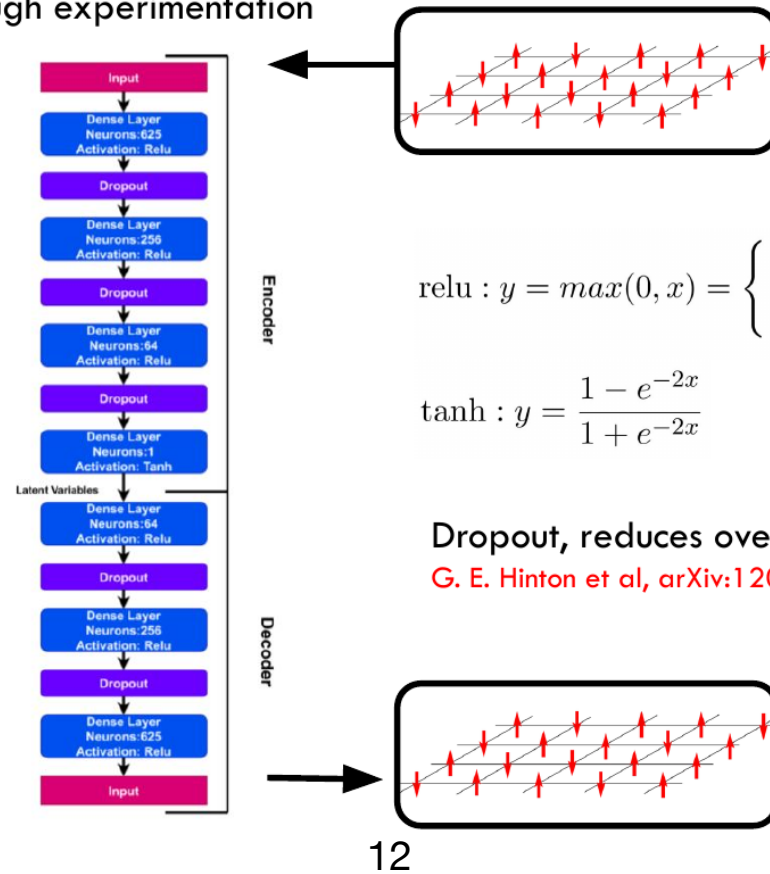 ugh experimentation
Input
Dense Layer
Neurons:625
Activation: Relu
Dropout
Dense Layer
Neurons:256
Activation: Relu
Dropout
Dense Layer
Neurons:64
Activation: Relu
Dropout
Dense Layer
Neurons:1
Activation: Tanh
Latent Variables
Dense Layer
Neurons:64
Activation: Relu
Dropout
Dense Layer
Neurons:256
Activation: Relu
Dropout
Dense Layer
Neurons:625
Activation: Relu
Input
Encoder
Decoder
relu : y = max(0, x) = {
tanh : y = \frac{1 − e^{−2x}}{1 + e^{−2x}}
Dropout, reduces ove
G. E. Hinton et al, arXiv:120
12